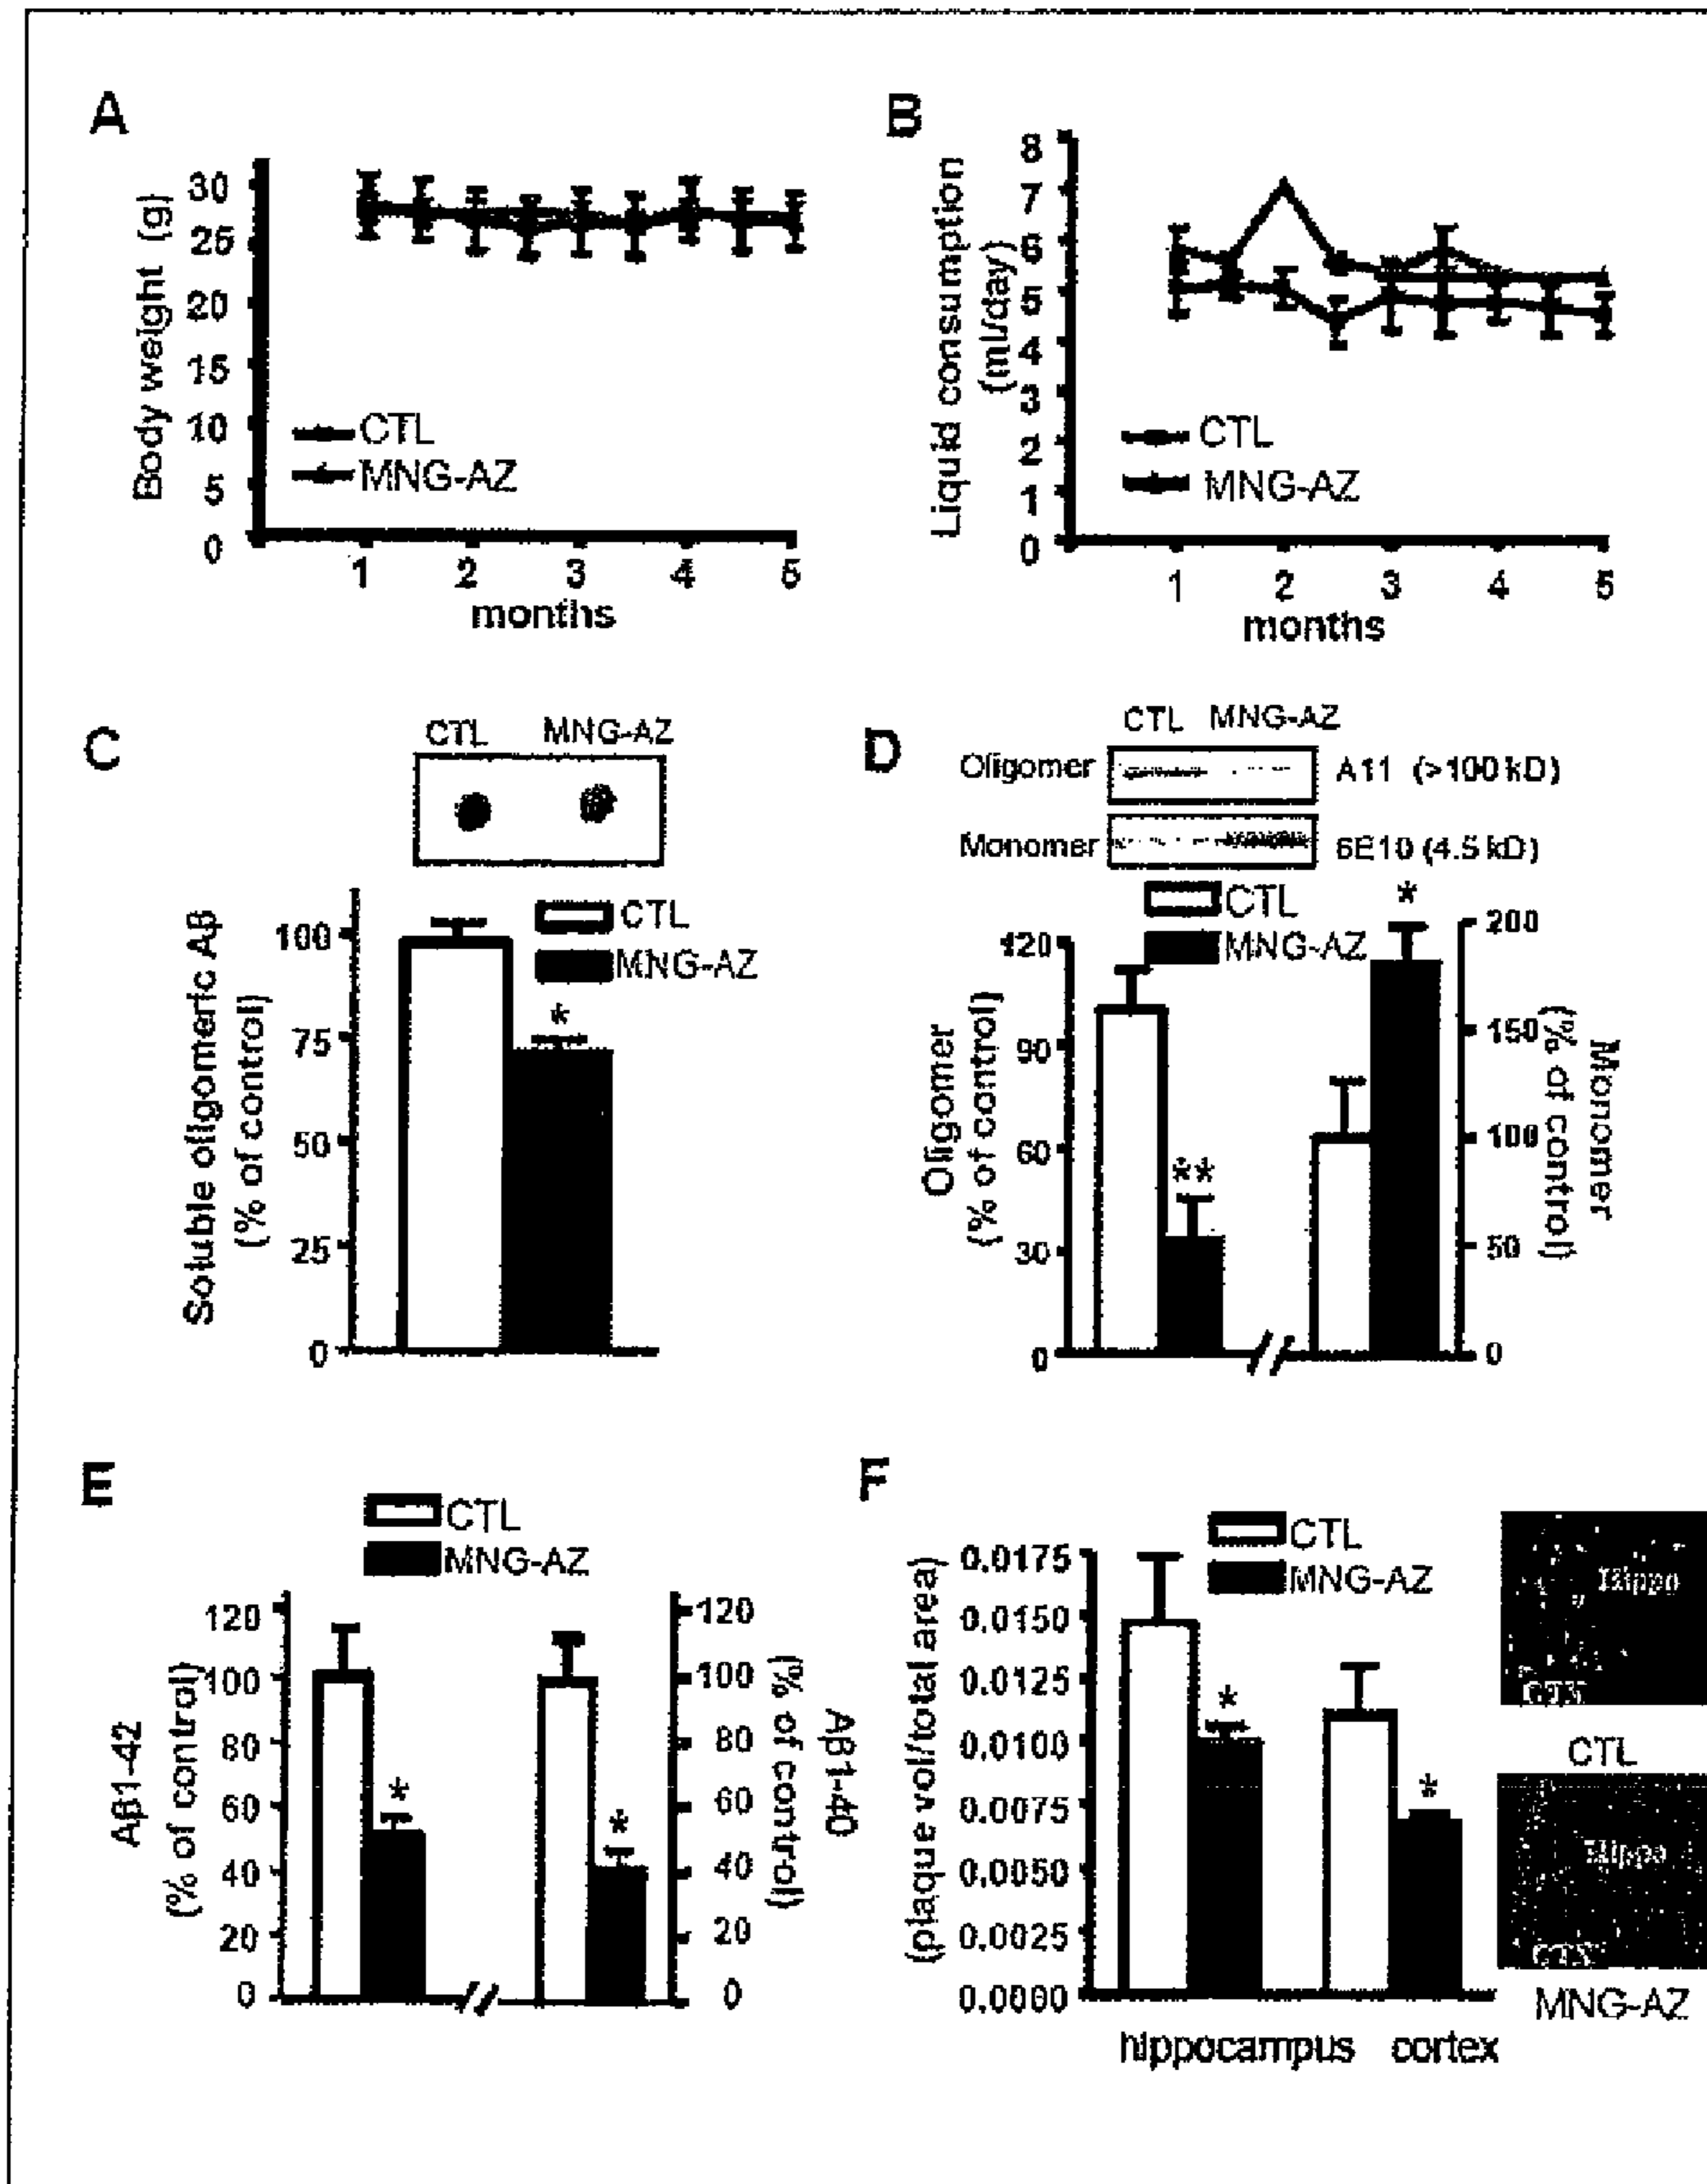 A
Body weight (g)
30
25
20
15
10
5
0
CTL
MNG-AZ
1 2 3 4 5
months
B
Liquid consumption
(ml/day)
8
7
6
5
4
3
2
1
0
CTL
MNG-AZ
1 2 3 4 5
months
C
CTL MNG-AZ
Soluble oligomeric Aβ
(% of control)
100
75
50
25
0
CTL
MNG-AZ
*
D
CTL MNG-AZ
Oligomer A11 (>100 kD)
Monomer 6E10 (4.5 kD)
CTL
MNG-AZ
Oligomer
(% of control)
120
90
60
30
0
**
*
200
150
100
50
0
Monomer
(% of control)
E
CTL
MNG-AZ
Aβ1-42
(% of control)
120
100
80
60
40
20
0
*
*
120
100
80
60
40
20
0
Aβ1-40
(% of control)
F
CTL
MNG-AZ
(plaque vol/total area)
0.0175
0.0150
0.0125
0.0100
0.0075
0.0050
0.0025
0.0000
*
*
hippocampus cortex
Hippo
CTL
Hippo
MNG-AZ